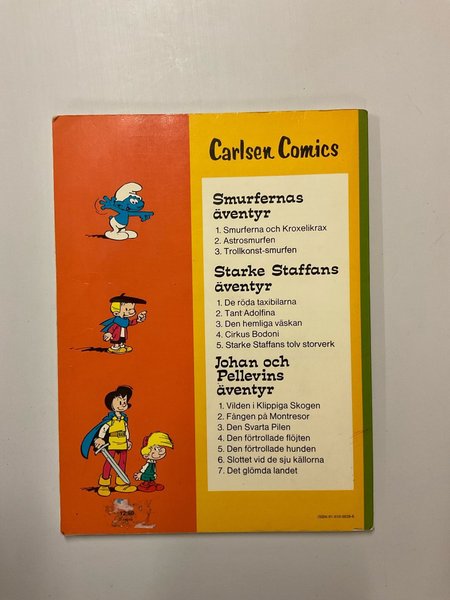 Carlsen Comics
Smurfernas
äventyr
1. Smurferna och Kroxelikrax
2. Astrosmurfen
3. Trollkonst-smurfen
Starke Staffans
äventyr
1. De röda taxibilarna
2. Tant Adolfina
3. Den hemliga väskan
4. Cirkus Bodoni
5. Starke Staffans tolv storverk
Johan och
Pellevins
äventyr
1. Vilden i Klippiga Skogen
2. Fången på Montresor
3. Den Svarta Pilen
4. Den förtrollade flöjten
5. Den förtrollade hunden
6. Slottet vid de sju källorna
7. Det glömda landet